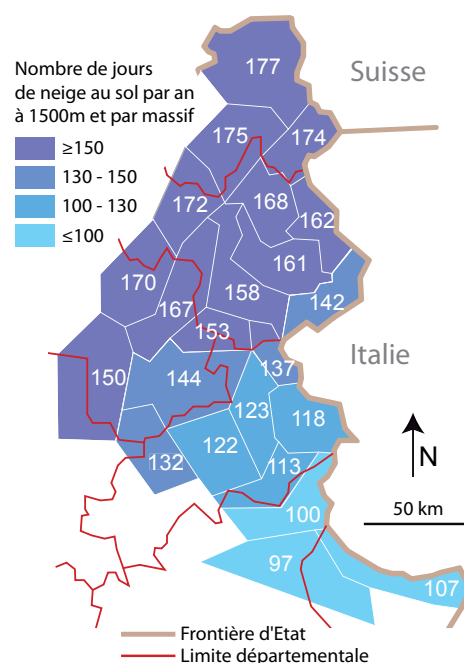 177
Suisse
Nombre de jours
de neige au sol par an
à 1500m et par massif
≥150
130 - 150
100 - 130
≤100
175
174
172
168
162
161
170
167
158
142
153
Italie
150
144
137
123
118
132
122
113
N
100
50 km
97
107
Frontière d'Etat
Limite départementale